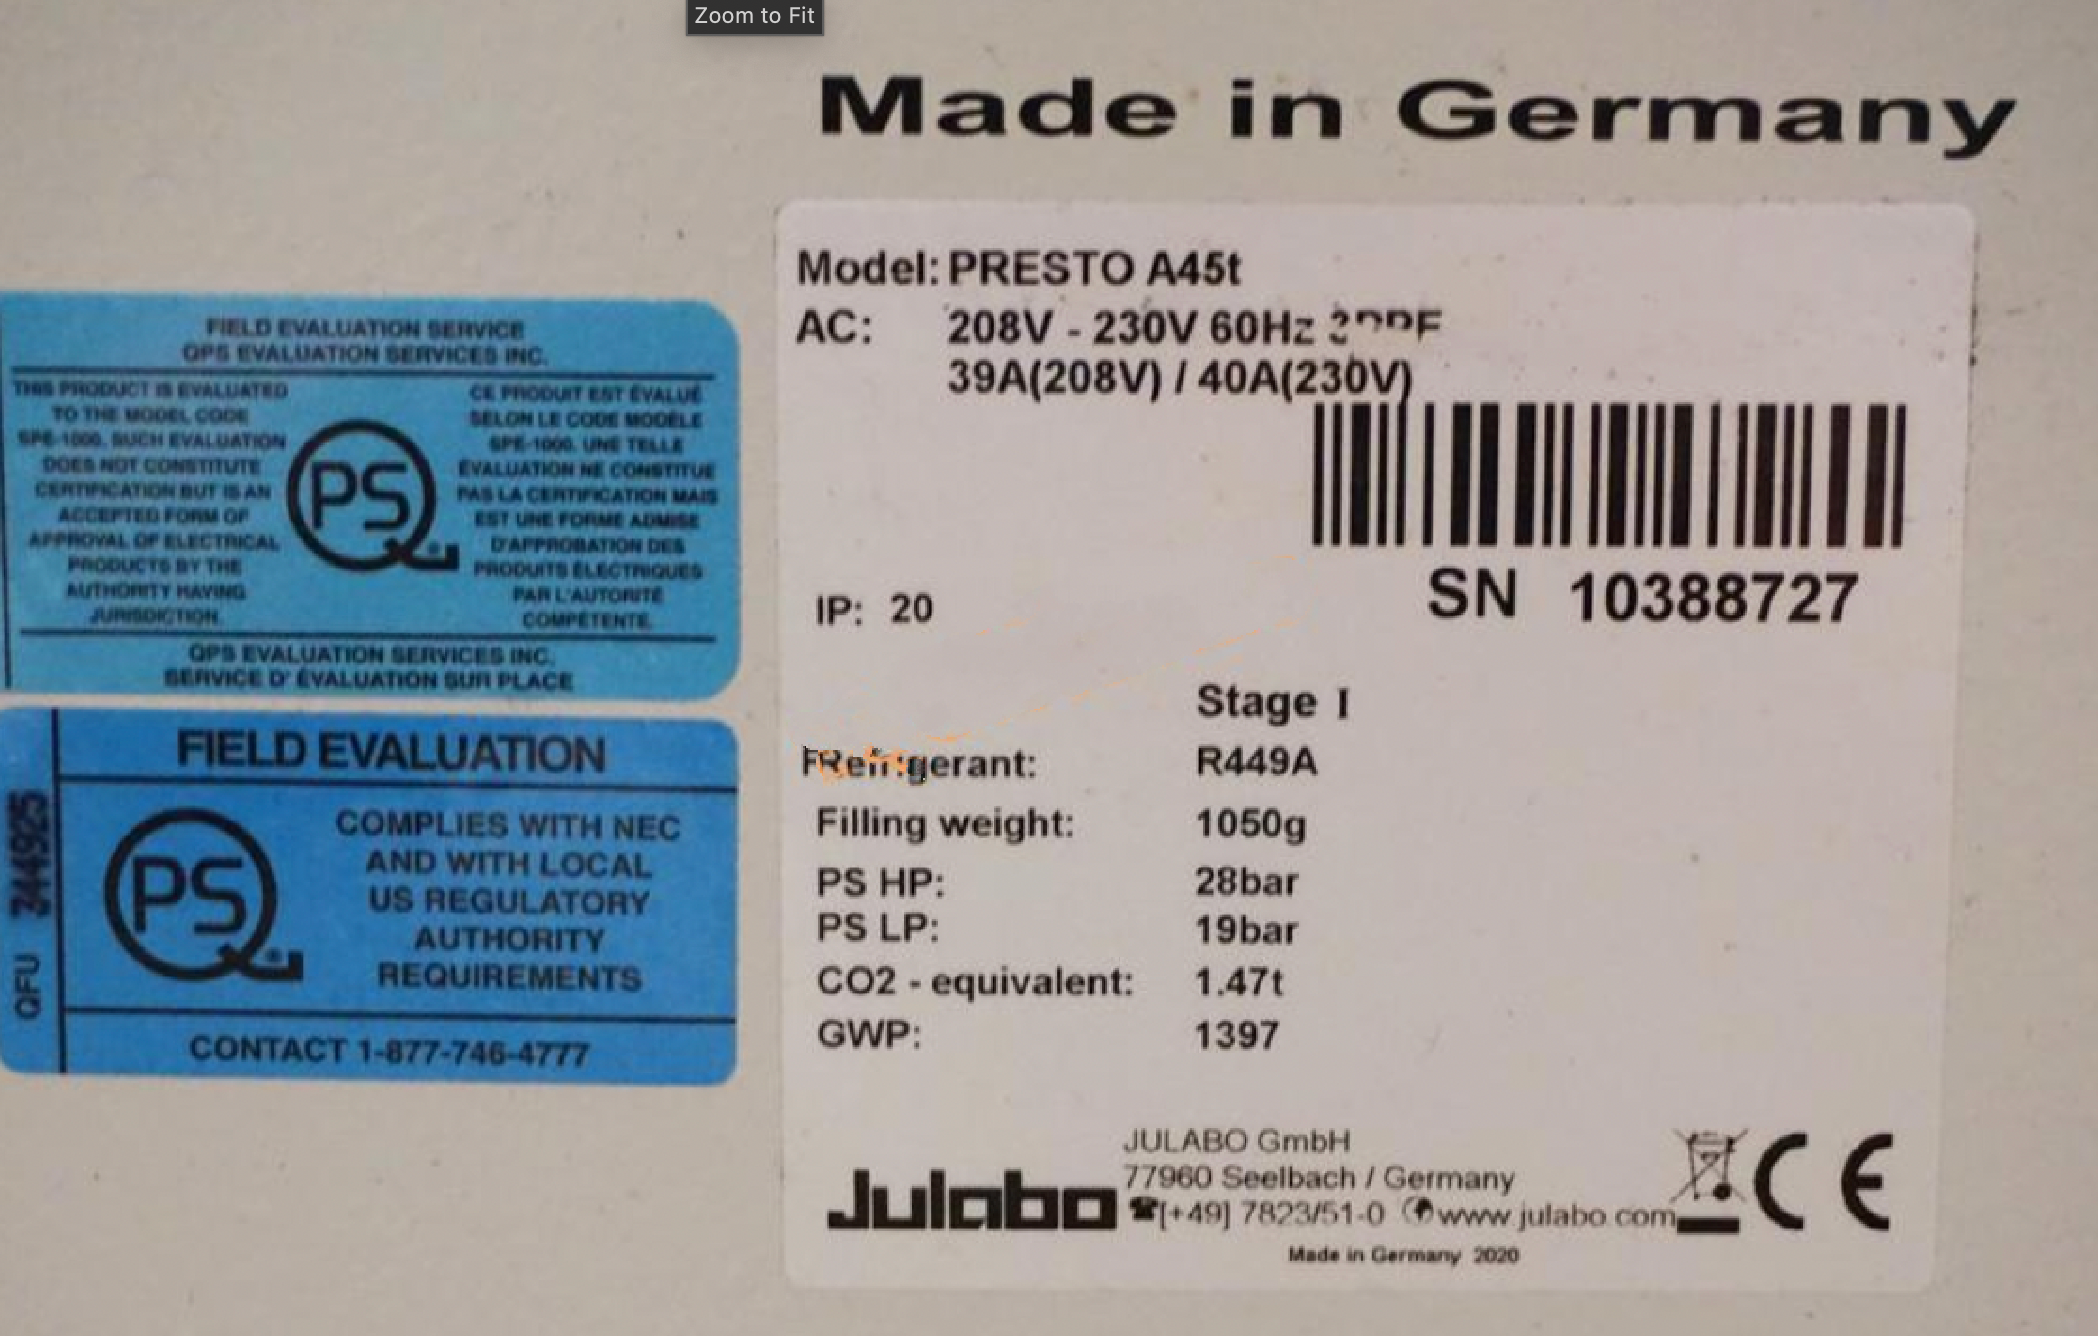 Zoom to Fit
Made in Germany
FIELD EVALUATION SERVICE
QPS EVALUATION SERVICES INC.
THIS PRODUCT IS EVALUATED
TO THE MODEL CODE
SPE-1000. SUCH EVALUATION
DOES NOT CONSTITUTE
CERTIFICATION BUT IS AN
ACCEPTED FORM OF
APPROVAL OF ELECTRICAL
PRODUCTS BY THE
AUTHORITY HAVING
JURISDICTION.
QPS
CE PRODUIT EST ÉVALUÉ
SELON LE CODE MODÈLE
SPE-1000. UNE TELLE
ÉVALUATION NE CONSTITUE
PAS LA CERTIFICATION MAIS
EST UNE FORME ADMISE
D'APPROBATION DES
PRODUITS ÉLECTRIQUES
PAR L'AUTORITÉ
COMPÉTENTE.
QPS EVALUATION SERVICES INC.
SERVICE D' ÉVALUATION SUR PLACE
FIELD EVALUATION
QPS
COMPLIES WITH NEC
AND WITH LOCAL
US REGULATORY
AUTHORITY
REQUIREMENTS
CONTACT 1-877-746-4777
QFU
Model: PRESTO A45t
AC: 208V - 230V 60Hz
39A(208V) / 40A(230V)
SN 10388727
IP: 20
Stage I
Refrigerant: R449A
Filling weight: 1050g
PS HP: 28bar
PS LP: 19bar
CO2 - equivalent: 1.47t
GWP: 1397
Julabo
JULABO GmbH
77960 Seelbach / Germany
☎[+49] 7823/51-0 www.julabo.com
Made in Germany 2020
CE